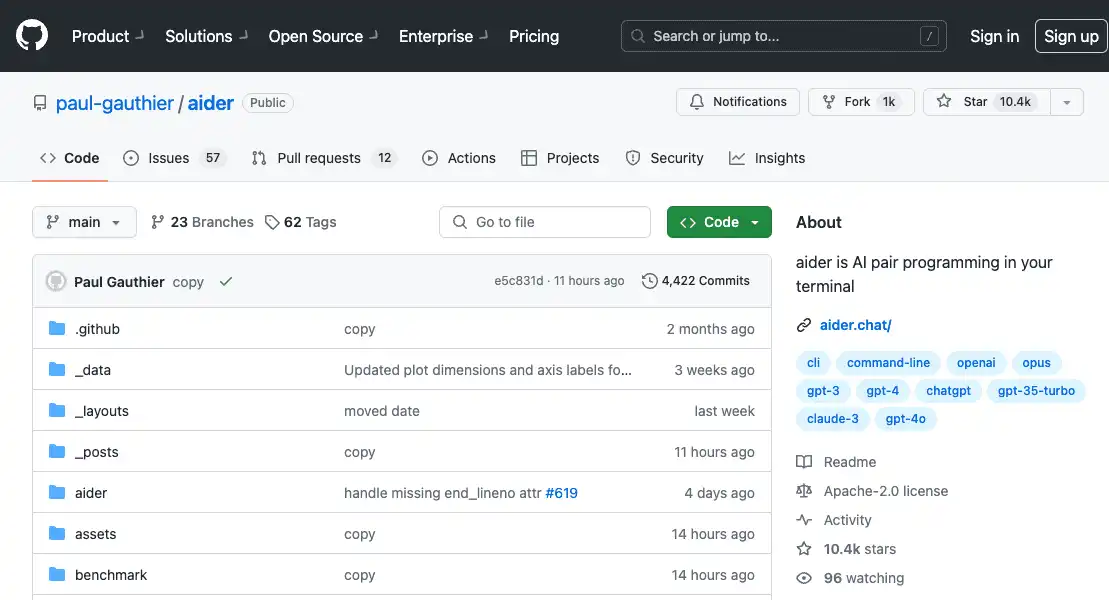 Product Solutions Open Source Enterprise Pricing Search or jump to... / Sign in Sign up
paul-gauthier / aider Public Notifications Fork 1k Star 10.4k
Code Issues 57 Pull requests 12 Actions Projects Security Insights
main 23 Branches 62 Tags Go to file Code
Paul Gauthier copy e5c831d · 11 hours ago 4,422 Commits
.github copy 2 months ago
_data Updated plot dimensions and axis labels fo... 3 weeks ago
_layouts moved date last week
_posts copy 11 hours ago
aider handle missing end_lineno attr #619 4 days ago
assets copy 14 hours ago
benchmark copy 14 hours ago
About
aider is AI pair programming in your
terminal
aider.chat/
cli command-line openai opus
gpt-3 gpt-4 chatgpt gpt-35-turbo
claude-3 gpt-4o
Readme
Apache-2.0 license
Activity
10.4k stars
96 watching